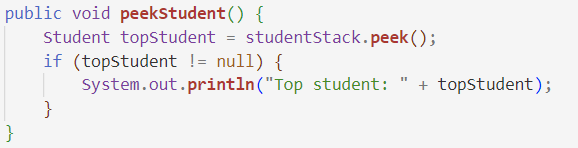 public void peekStudent() {
    Student topStudent = studentStack.peek();
    if (topStudent != null) {
        System.out.println("Top student: " + topStudent);
    }
}